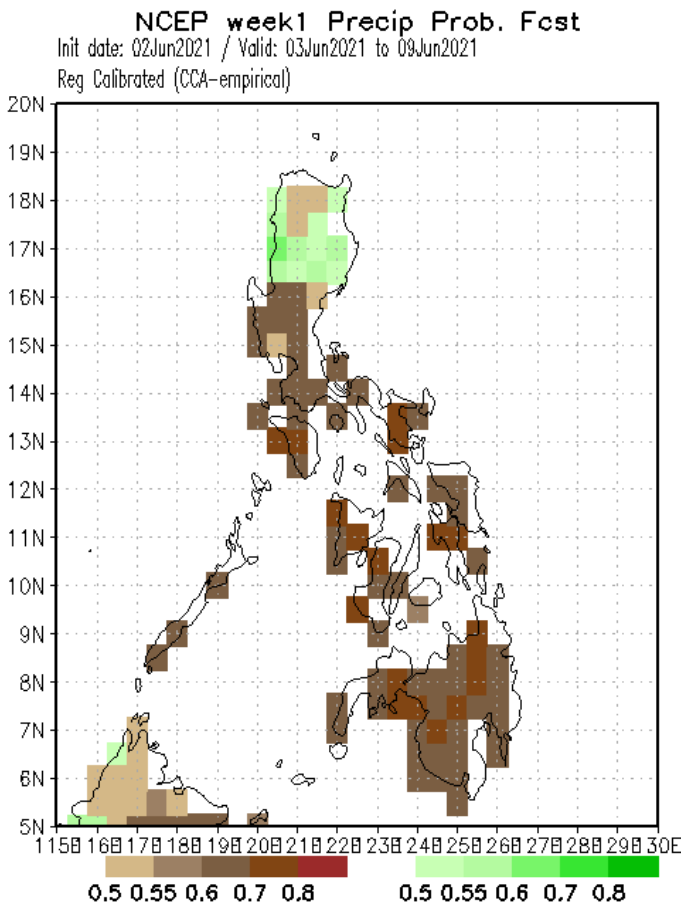 NCEP week1 Precip Prob. Fcst
Init date: 02Jun2021 / Valid: 03Jun2021 to 09Jun2021
Reg Calibrated (CCA-empirical)
20N
19N
18N
17N
16N
15N
14N
13N
12N
11N
10N
9N
8N
7N
6N
5N
115E 116E 117E 118E 119E 120E 121E 122E 123E 124E 125E 126E 127E 128E 129E 130E
0.5 0.55 0.6 0.7 0.8 0.5 0.55 0.6 0.7 0.8